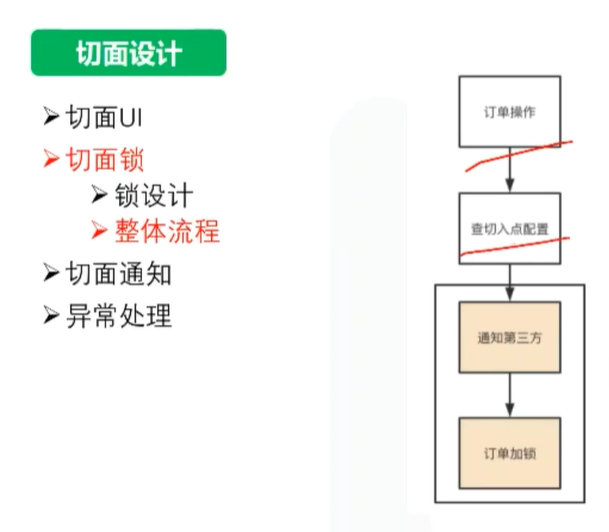 切面设计
切面UI
切面锁
锁设计
整体流程
切面通知
异常处理
订单操作
查切入点配置
通知第三方
订单加锁